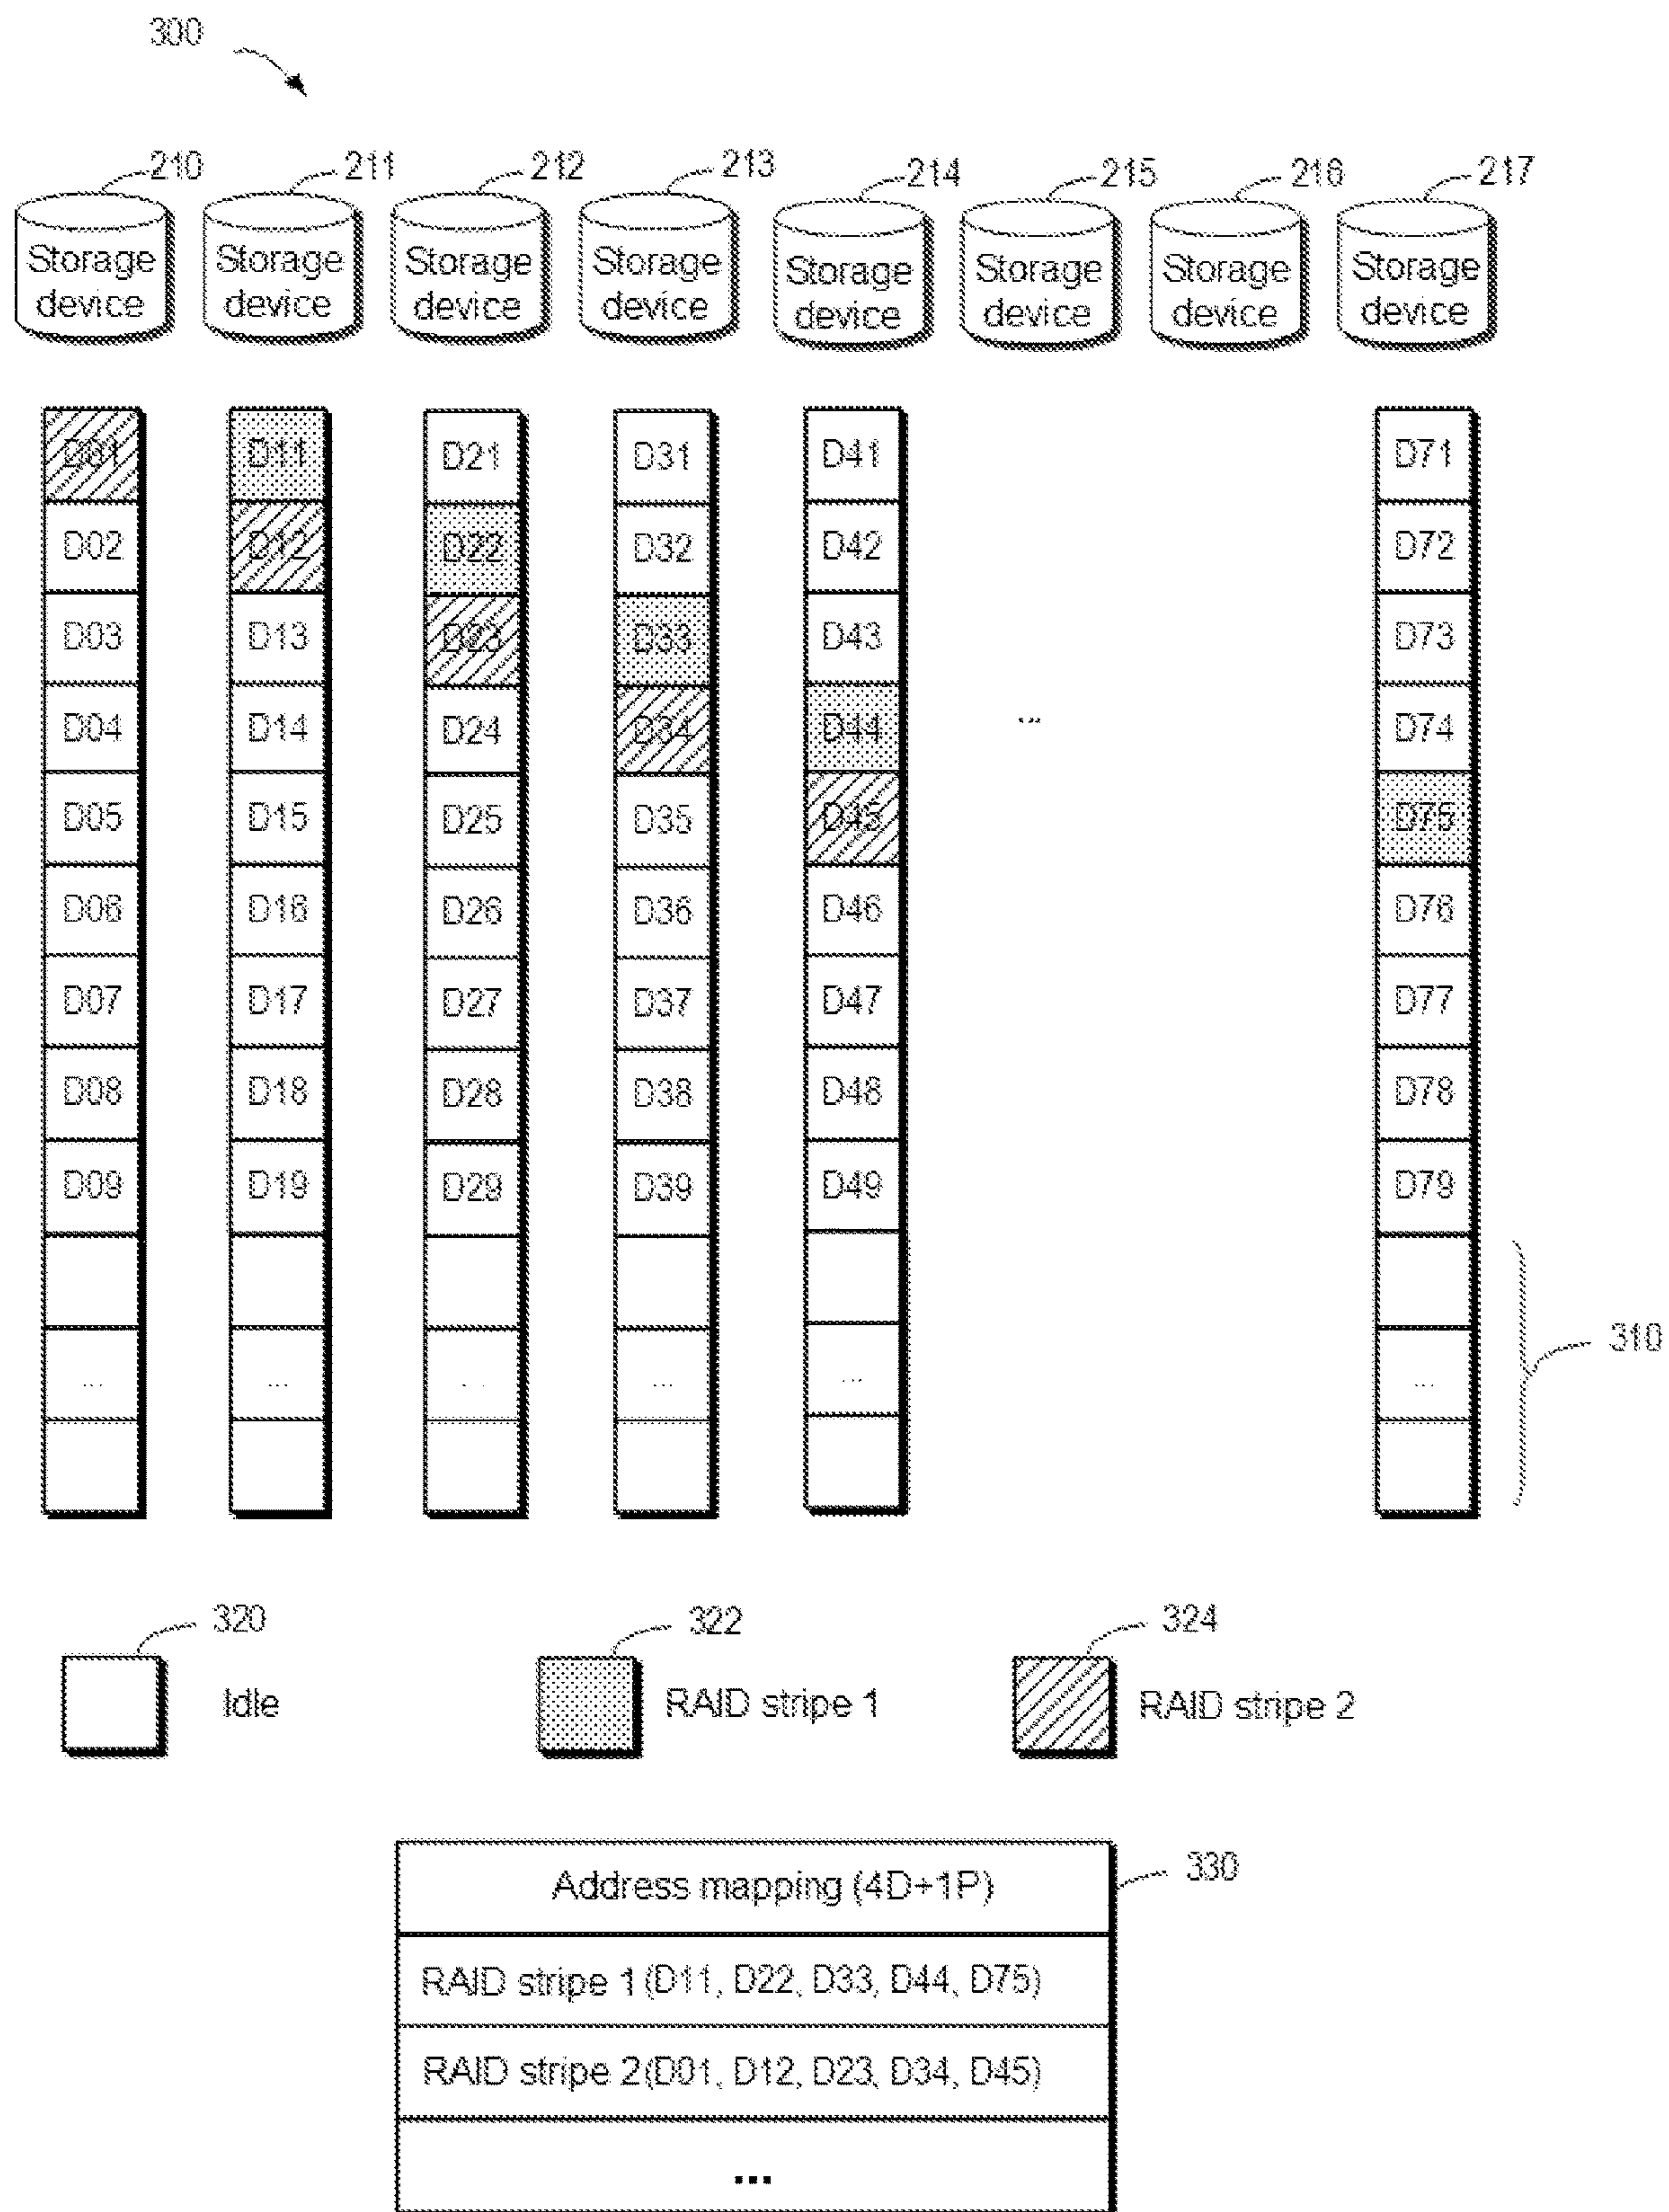 300
210 211 212 213 214 215 216 217
Storage device Storage device Storage device Storage device Storage device Storage device Storage device Storage device
D01 D11 D21 D31 D41 D71
D02 D12 D22 D32 D42 D72
D03 D13 D23 D33 D43 D73
D04 D14 D24 D34 D44 ... D74
D05 D15 D25 D35 D45 D75
D06 D16 D26 D36 D46 D76
D07 D17 D27 D37 D47 D77
D08 D18 D28 D38 D48 D78
D09 D19 D29 D39 D49 D79
310
... ... ... ... ... ...
320 322 324
Idle RAID stripe 1 RAID stripe 2
330
Address mapping (4D+1P)
RAID stripe 1(D11, D22, D33, D44, D75)
RAID stripe 2(D01, D12, D23, D34, D45)
...